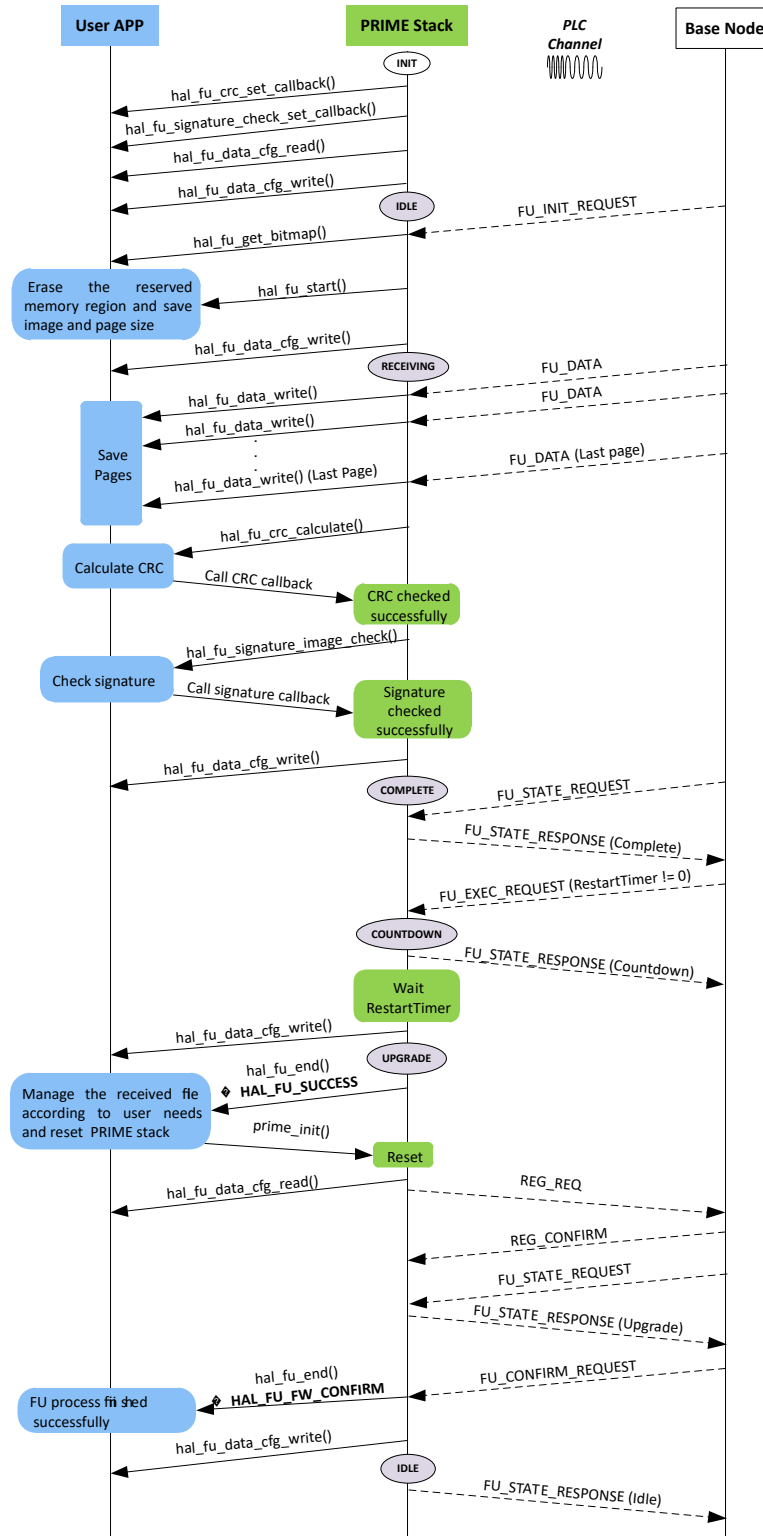 User APP
PRIME Stack
PLC
Channel
Base Node
INIT
hal_fu_crc_set_callback()
hal_fu_signature_check_set_callback()
hal_fu_data_cfg_read()
hal_fu_data_cfg_write()
IDLE
FU_INIT_REQUEST
hal_fu_get_bitmap()
Erase the reserved
memory region and save
image and page size
hal_fu_start()
hal_fu_data_cfg_write()
RECEIVING
FU_DATA
hal_fu_data_write()
FU_DATA
hal_fu_data_write()
.
.
.
Save
Pages
FU_DATA (Last page)
hal_fu_data_write() (Last Page)
hal_fu_crc_calculate()
Calculate CRC
Call CRC callback
CRC checked
successfully
hal_fu_signature_image_check()
Check signature
Call signature callback
Signature
checked
successfully
hal_fu_data_cfg_write()
COMPLETE
FU_STATE_REQUEST
FU_STATE_RESPONSE (Complete)
FU_EXEC_REQUEST (RestartTimer != 0)
COUNTDOWN
FU_STATE_RESPONSE (Countdown)
Wait
RestartTimer
hal_fu_data_cfg_write()
UPGRADE
hal_fu_end()
� HAL_FU_SUCCESS
Manage the received file
according to user needs
and reset PRIME stack
prime_init()
Reset
hal_fu_data_cfg_read()
REG_REQ
REG_CONFIRM
FU_STATE_REQUEST
FU_STATE_RESPONSE (Upgrade)
hal_fu_end()
� HAL_FU_FW_CONFIRM
FU_CONFIRM_REQUEST
FU process finished
successfully
hal_fu_data_cfg_write()
IDLE
FU_STATE_RESPONSE (Idle)